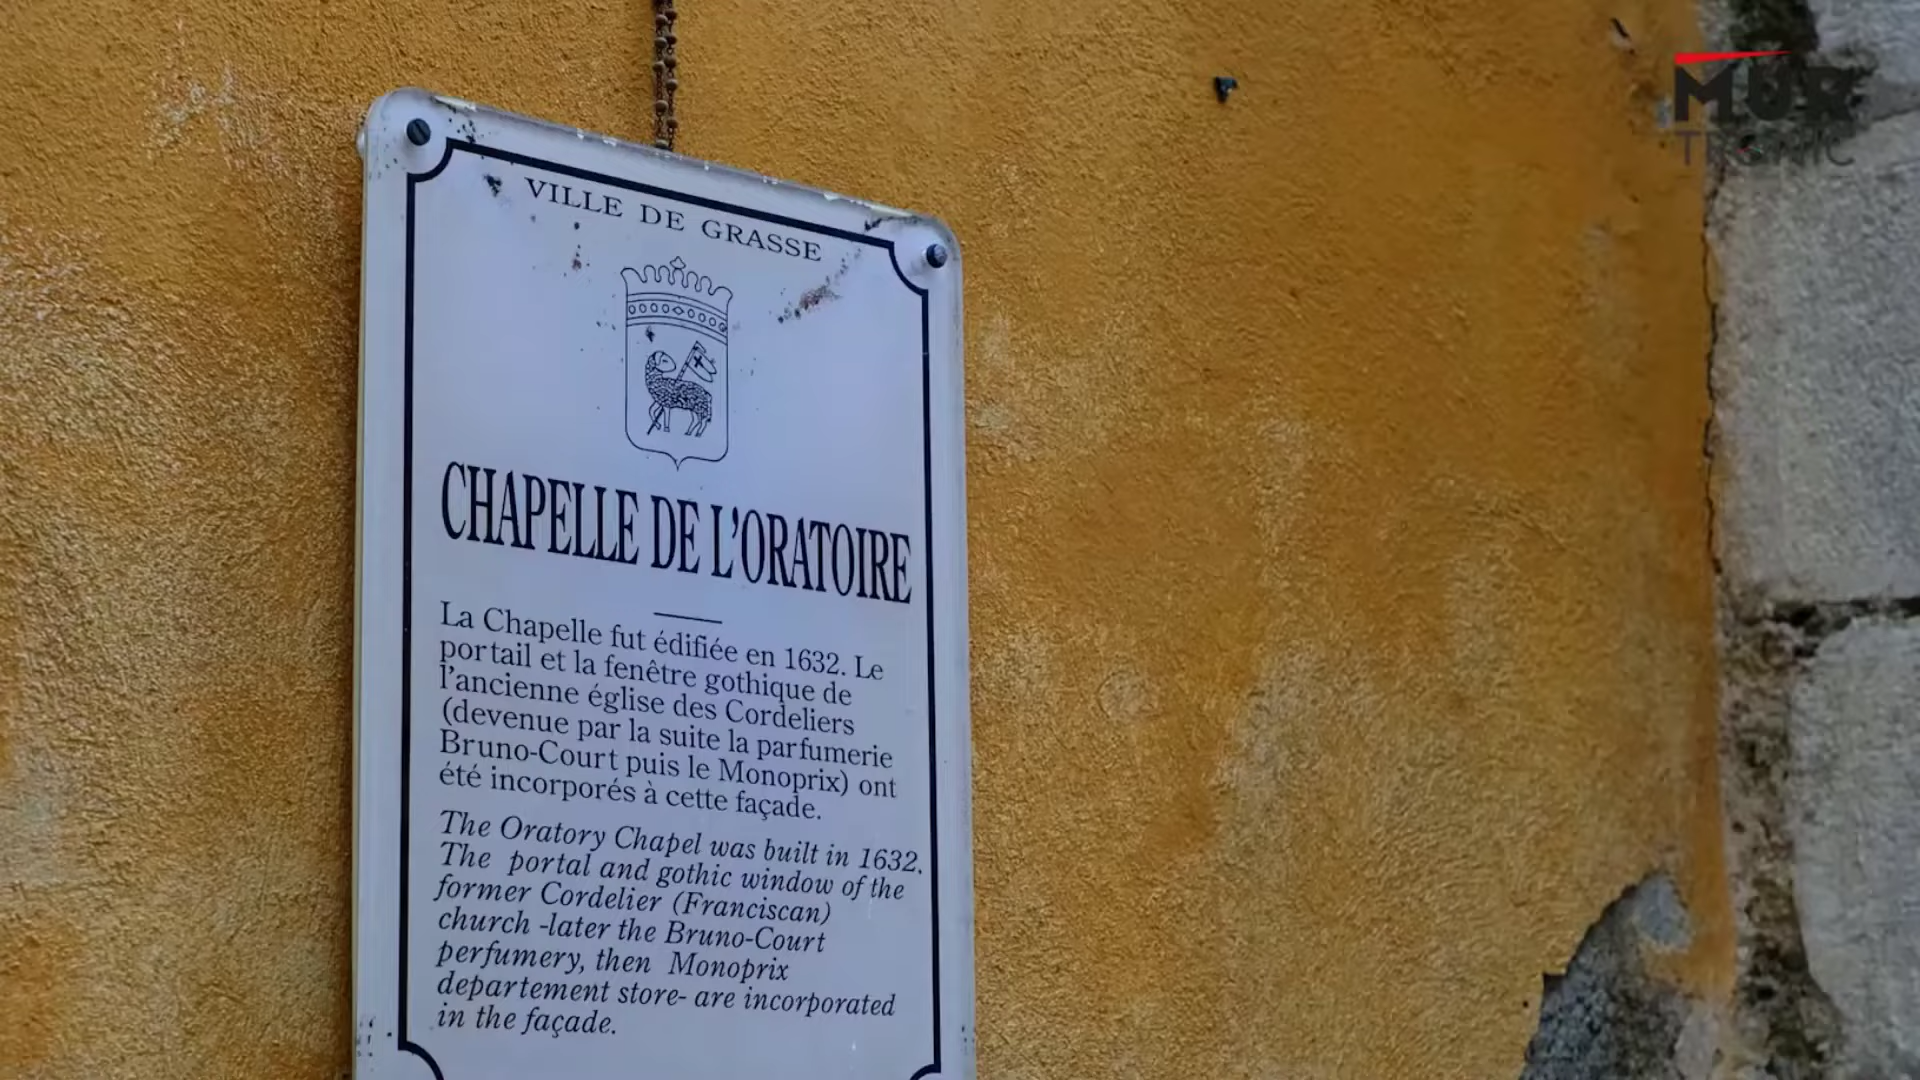 VILLE DE GRASSE
CHAPELLE DE L'ORATOIRE
La Chapelle fut édifiée en 1632. Le
portail et la fenêtre gothique de
l'ancienne église des Cordeliers
(devenue par la suite la parfumerie
Bruno-Court puis le Monoprix) ont
été incorporés à cette façade.
The Oratory Chapel was built in 1632.
The portal and gothic window of the
former Cordelier (Franciscan)
church -later the Bruno-Court
perfumery, then Monoprix
departement store- are incorporated
in the façade.
MUR
TRONIC